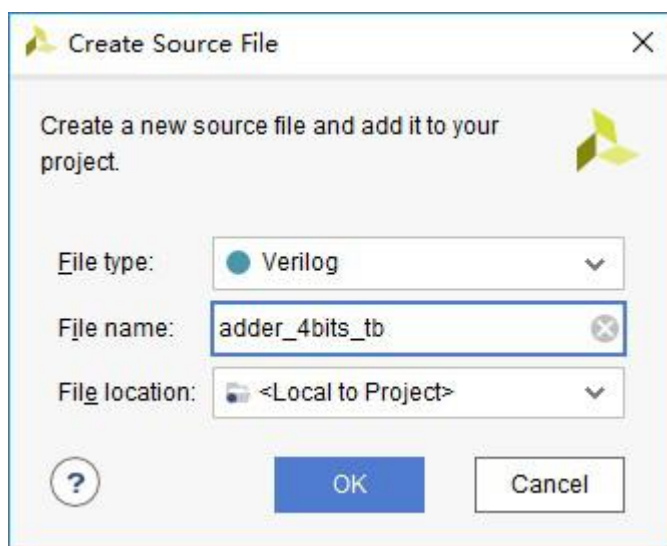 Create Source File
Create a new source file and add it to your
project.
File type: Verilog
File name: adder_4bits_tb
File location: <Local to Project>
? OK Cancel